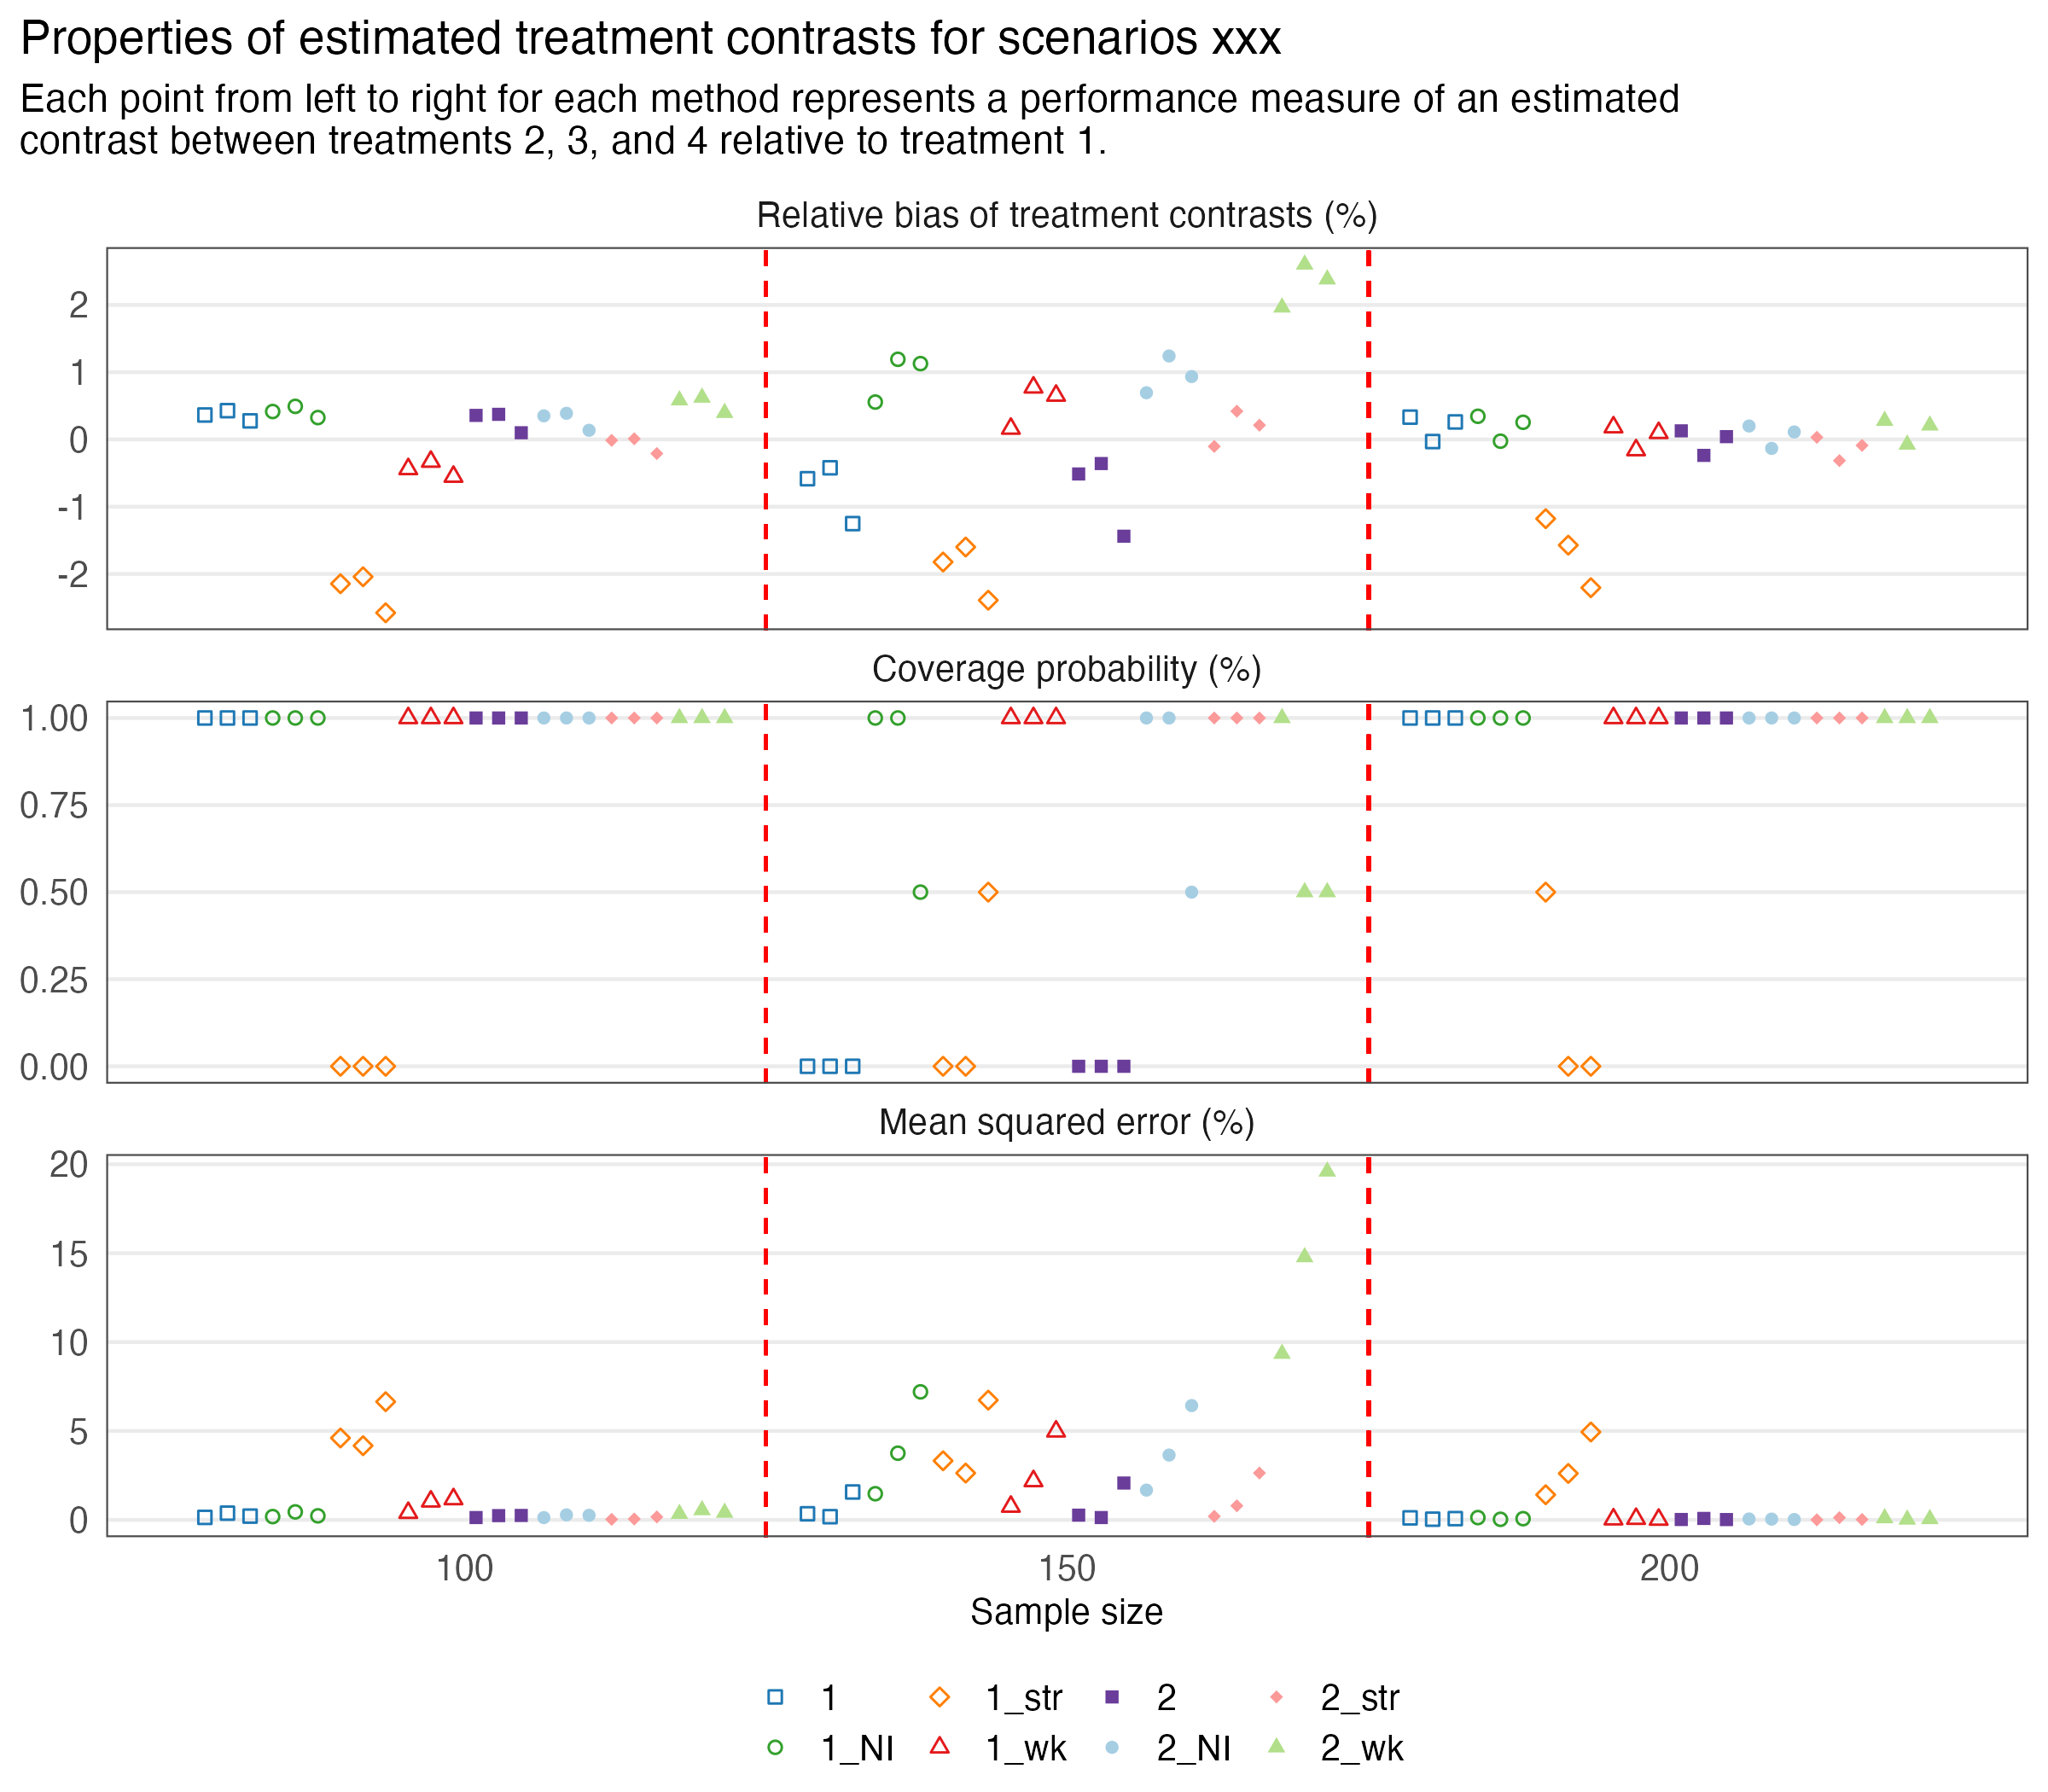 Properties of estimated treatment contrasts for scenarios xxx
Each point from left to right for each method represents a performance measure of an estimated
contrast between treatments 2, 3, and 4 relative to treatment 1.
Relative bias of treatment contrasts (%)
2
1
0
-1
-2
Coverage probability (%)
1.00
0.75
0.50
0.25
0.00
Mean squared error (%)
20
15
10
5
0
100 150 200
Sample size
1 1_str 2 2_str
1_NI 1_wk 2_NI 2_wk